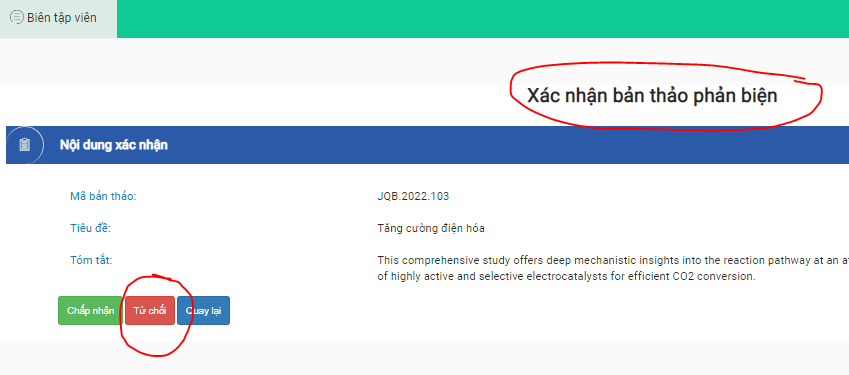 Biên tập viên
Xác nhận bản thảo phản biện
Nội dung xác nhận
Mã bản thảo: JQB.2022.103
Tiêu đề: Tăng cường điện hóa
Tóm tắt: This comprehensive study offers deep mechanistic insights into the reaction pathway at an
of highly active and selective electrocatalysts for efficient CO2 conversion.
Chấp nhận Từ chối Quay lại